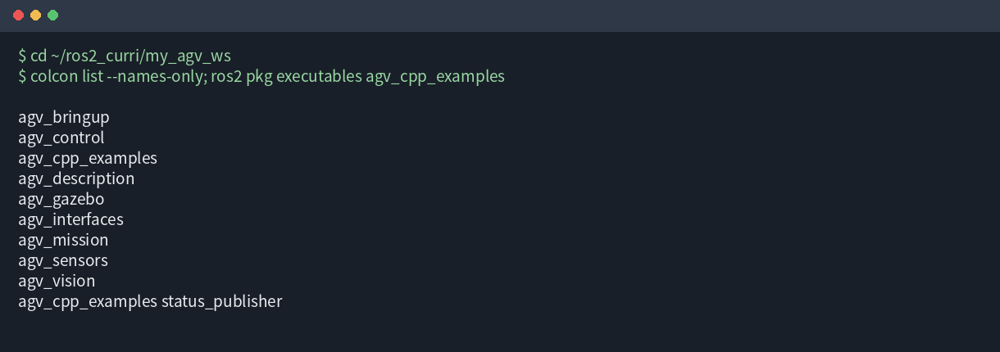 $ cd ~/ros2_curri/my_agv_ws
$ colcon list --names-only; ros2 pkg executables agv_cpp_examples
agv_bringup
agv_control
agv_cpp_examples
agv_description
agv_gazebo
agv_interfaces
agv_mission
agv_sensors
agv_vision
agv_cpp_examples status_publisher